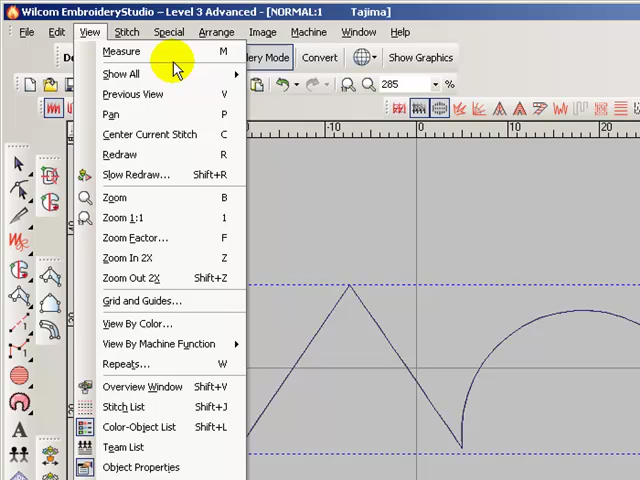 Wilcom EmbroideryStudio – Level 3 Advanced - [NORMAL:1 Tajima]
File Edit View Stitch Special Arrange Image Machine Window Help
Mode Convert Show Graphics
285 %
-10 0 10 20
Measure M
Show All
Previous View V
Pan P
Center Current Stitch C
Redraw R
Slow Redraw... Shift+R
Zoom B
Zoom 1:1 1
Zoom Factor... F
Zoom In 2X Z
Zoom Out 2X Shift+Z
Grid and Guides...
View By Color...
View By Machine Function
Repeats... W
Overview Window Shift+V
Stitch List Shift+J
Color-Object List Shift+L
Team List
Object Properties